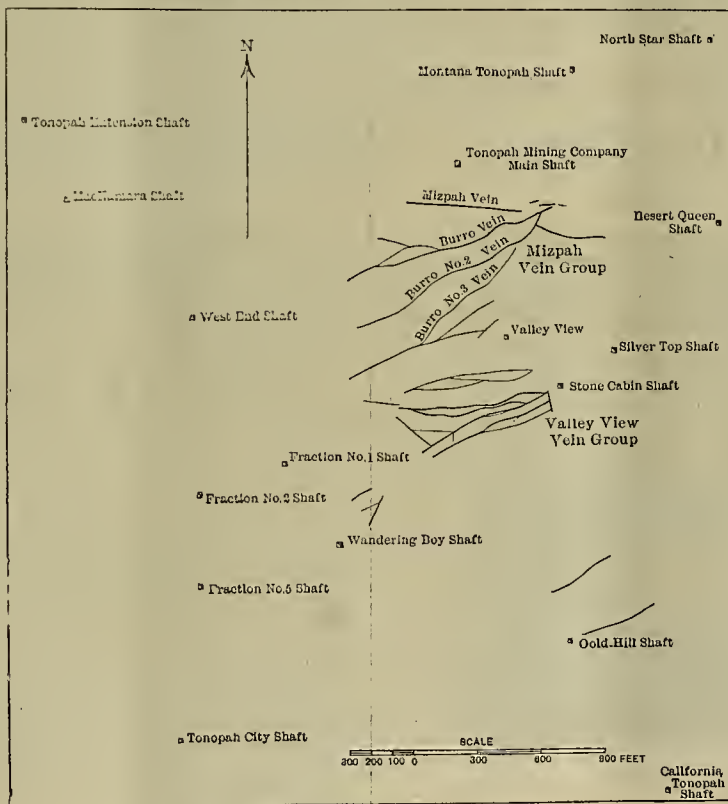 North Star Shaft
N
Montana Tonopah Shaft
Tonopah Extension Shaft
Tonopah Mining Company
Main Shaft
MacNamara Shaft
Mizpah Vein
Desert Queen
Shaft
Burro Vein
Mizpah
Vein Group
Burro No.2 Vein
Burro No.3 Vein
West End Shaft
Valley View
Silver Top Shaft
Stone Cabin Shaft
Valley View
Vein Group
Fraction No.1 Shaft
Fraction No.2 Shaft
Wandering Boy Shaft
Fraction No.5 Shaft
Gold Hill Shaft
Tonopah City Shaft
SCALE
300 200 100 0 300 600 900 FEET
California
Tonopah
Shaft